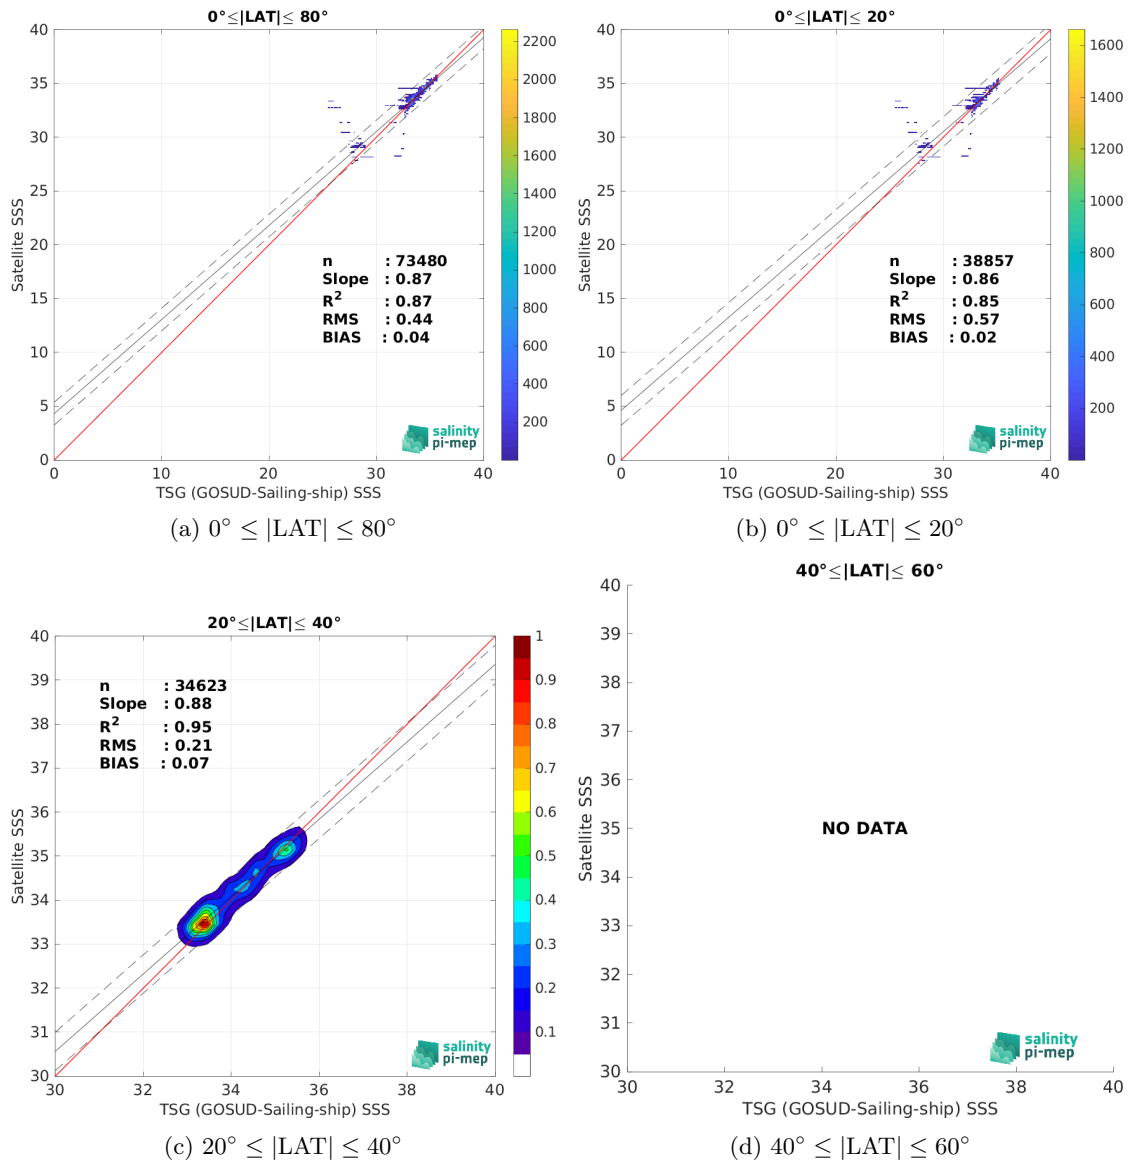 0°≤|LAT|≤ 80°
40
35
30
25
20
15
10
5
0
Satellite SSS
0
10
20
30
40
TSG (GOSUD-Sailing-ship) SSS
n : 73480
Slope : 0.87
R² : 0.87
RMS : 0.44
BIAS : 0.04
salinity
pi-mep
2200
2000
1800
1600
1400
1200
1000
800
600
400
200
(a) 0° ≤ |LAT| ≤ 80°
0°≤|LAT|≤ 20°
40
35
30
25
20
15
10
5
0
Satellite SSS
0
10
20
30
40
TSG (GOSUD-Sailing-ship) SSS
n : 38857
Slope : 0.86
R² : 0.85
RMS : 0.57
BIAS : 0.02
salinity
pi-mep
1600
1400
1200
1000
800
600
400
200
(b) 0° ≤ |LAT| ≤ 20°
20°≤|LAT|≤ 40°
40
39
38
37
36
35
34
33
32
31
30
Satellite SSS
30
32
34
36
38
40
TSG (GOSUD-Sailing-ship) SSS
n : 34623
Slope : 0.88
R² : 0.95
RMS : 0.21
BIAS : 0.07
salinity
pi-mep
1
0.9
0.8
0.7
0.6
0.5
0.4
0.3
0.2
0.1
(c) 20° ≤ |LAT| ≤ 40°
40°≤|LAT|≤ 60°
40
39
38
37
36
35
34
33
32
31
30
Satellite SSS
30
32
34
36
38
40
TSG (GOSUD-Sailing-ship) SSS
NO DATA
salinity
pi-mep
(d) 40° ≤ |LAT| ≤ 60°